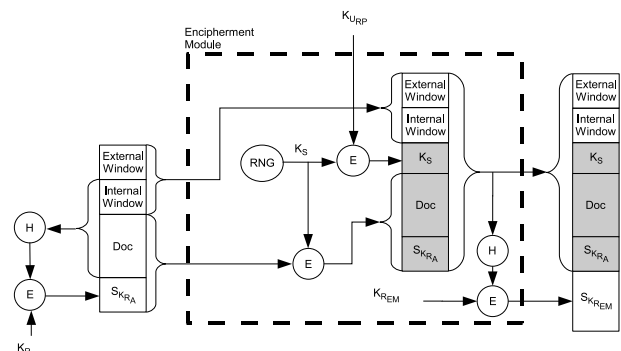 K_URP
Encipherment
Module
External
Window
Internal
Window
K_S
Doc
S_KRA
External
Window
Internal
Window
K_S
Doc
S_KRA
S_KREM
RNG
K_S
E
External
Window
Internal
Window
Doc
S_KRA
H
E
E
H
K_REM
E